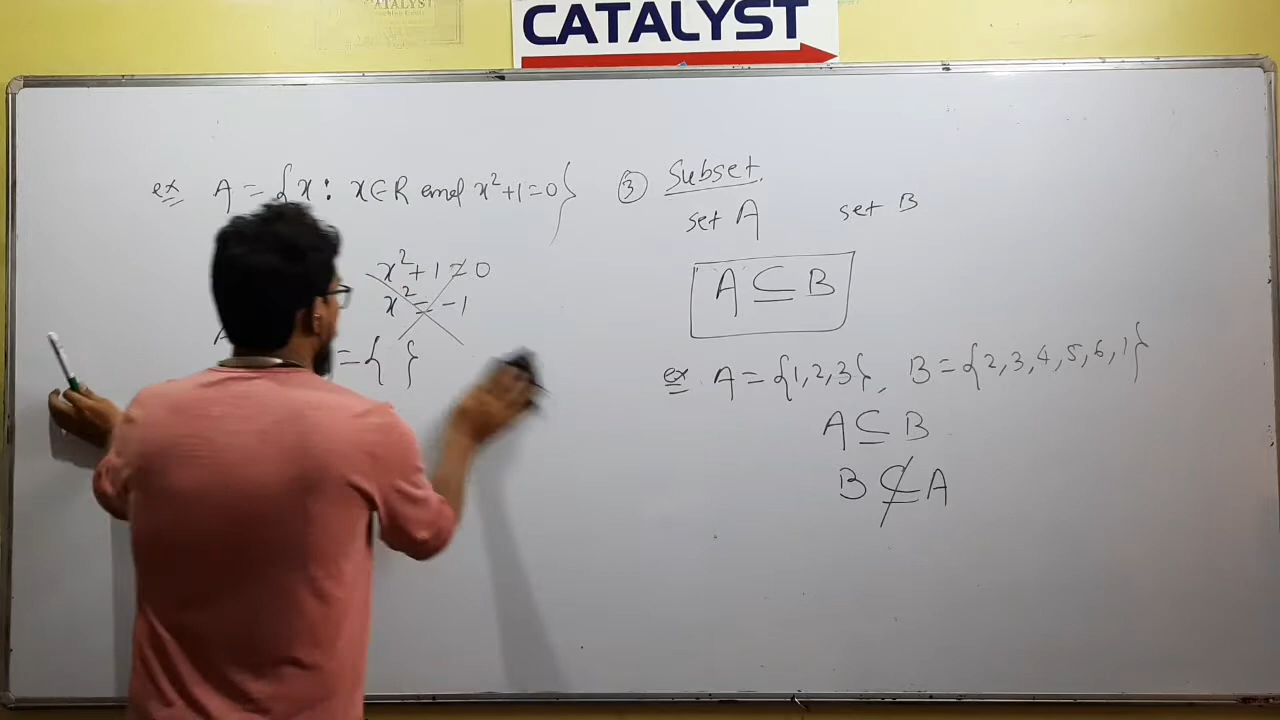 CATALYST
CATALYST
ex A = {x : x∈R and x²+1=0}
x²+1≠0
x² = -1
= { }
③ Subset.
set A set B
A ⊆ B
ex A = {1,2,3}, B = {2,3,4,5,6,1}
A ⊆ B
B ⊈ A